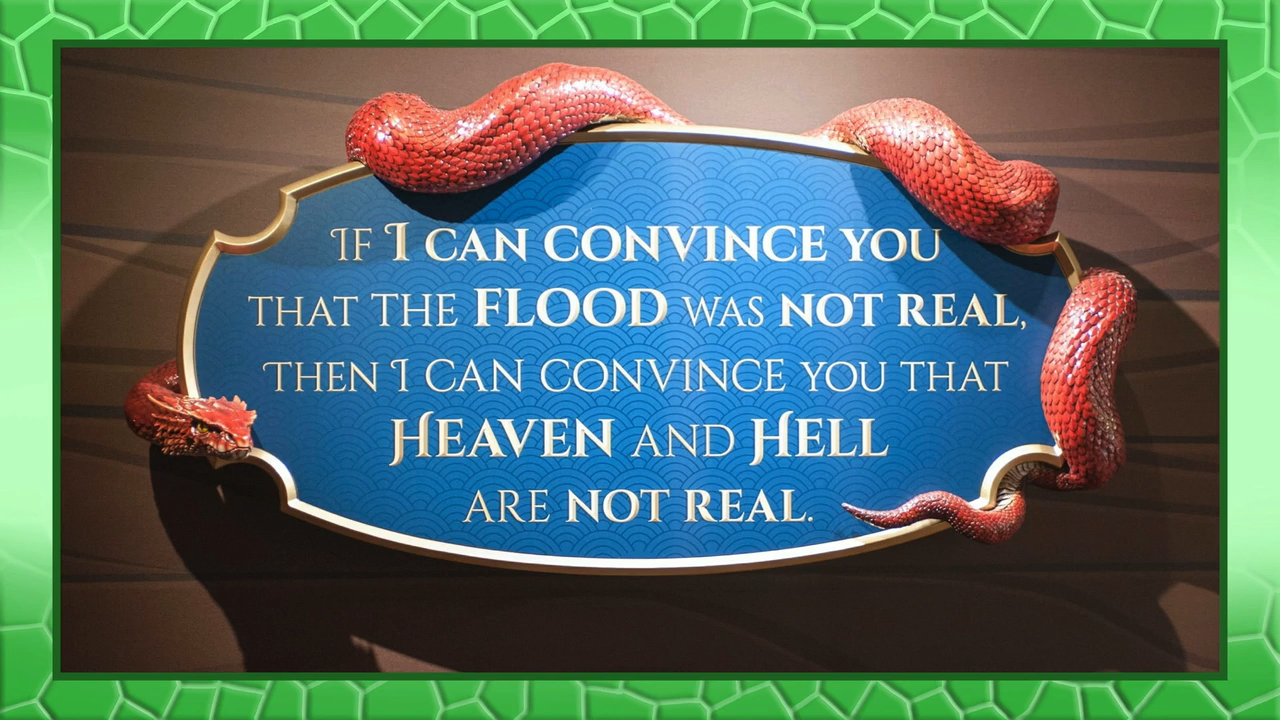 IF I CAN CONVINCE YOU
THAT THE FLOOD WAS NOT REAL,
THEN I CAN CONVINCE YOU THAT
HEAVEN AND HELL
ARE NOT REAL.